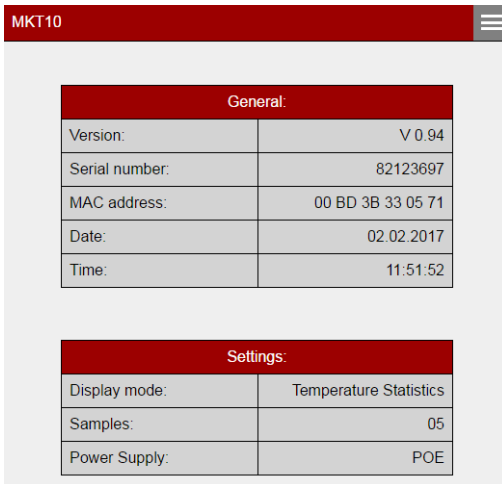 MKT10
General:
Version: V 0.94
Serial number: 82123697
MAC address: 00 BD 3B 33 05 71
Date: 02.02.2017
Time: 11:51:52
Settings:
Display mode: Temperature Statistics
Samples: 05
Power Supply: POE